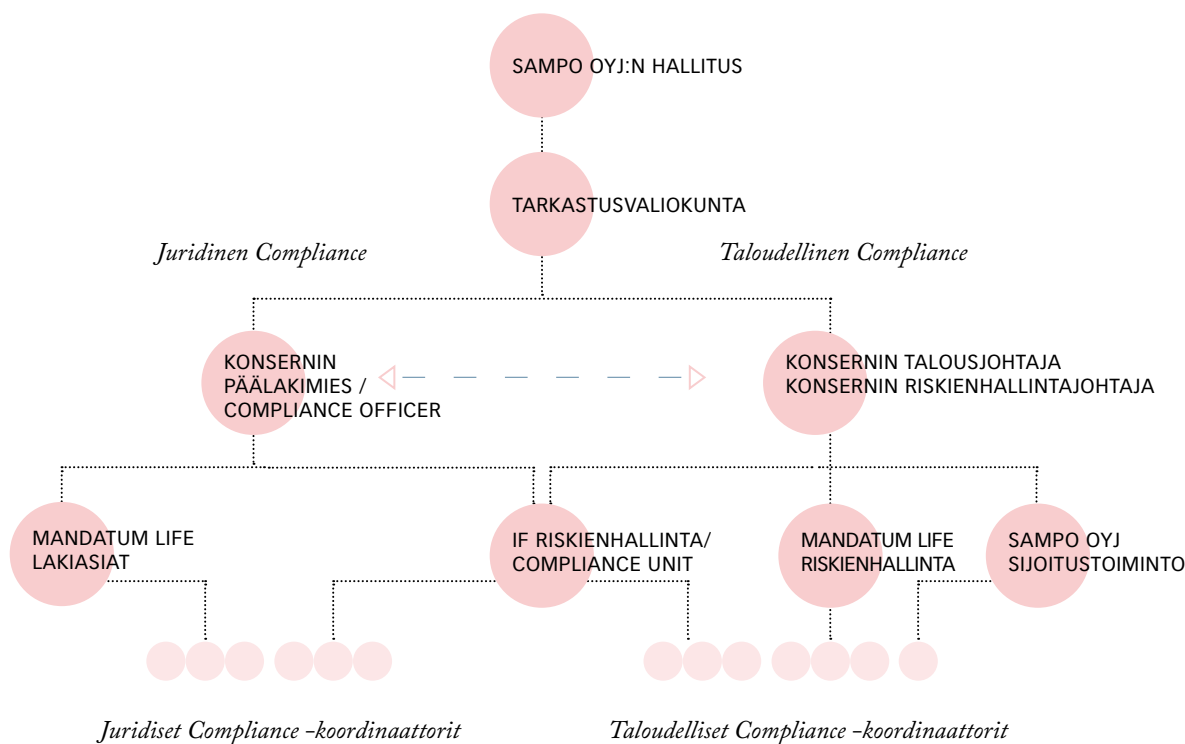 SAMPO OYJ:N HALLITUS
TARKASTUSVALIOKUNTA
Juridinen Compliance
Taloudellinen Compliance
KONSERNIN
PÄÄLAKIMIES /
COMPLIANCE OFFICER
KONSERNIN TALOUSJOHTAJA
KONSERNIN RISKIENHALLINTAJOHTAJA
MANDATUM LIFE
LAKIASIAT
IF RISKIENHALLINTA/
COMPLIANCE UNIT
MANDATUM LIFE
RISKIENHALLINTA
SAMPO OYJ
SIJOITUSTOIMINTO
Juridiset Compliance -koordinaattorit
Taloudelliset Compliance -koordinaattorit